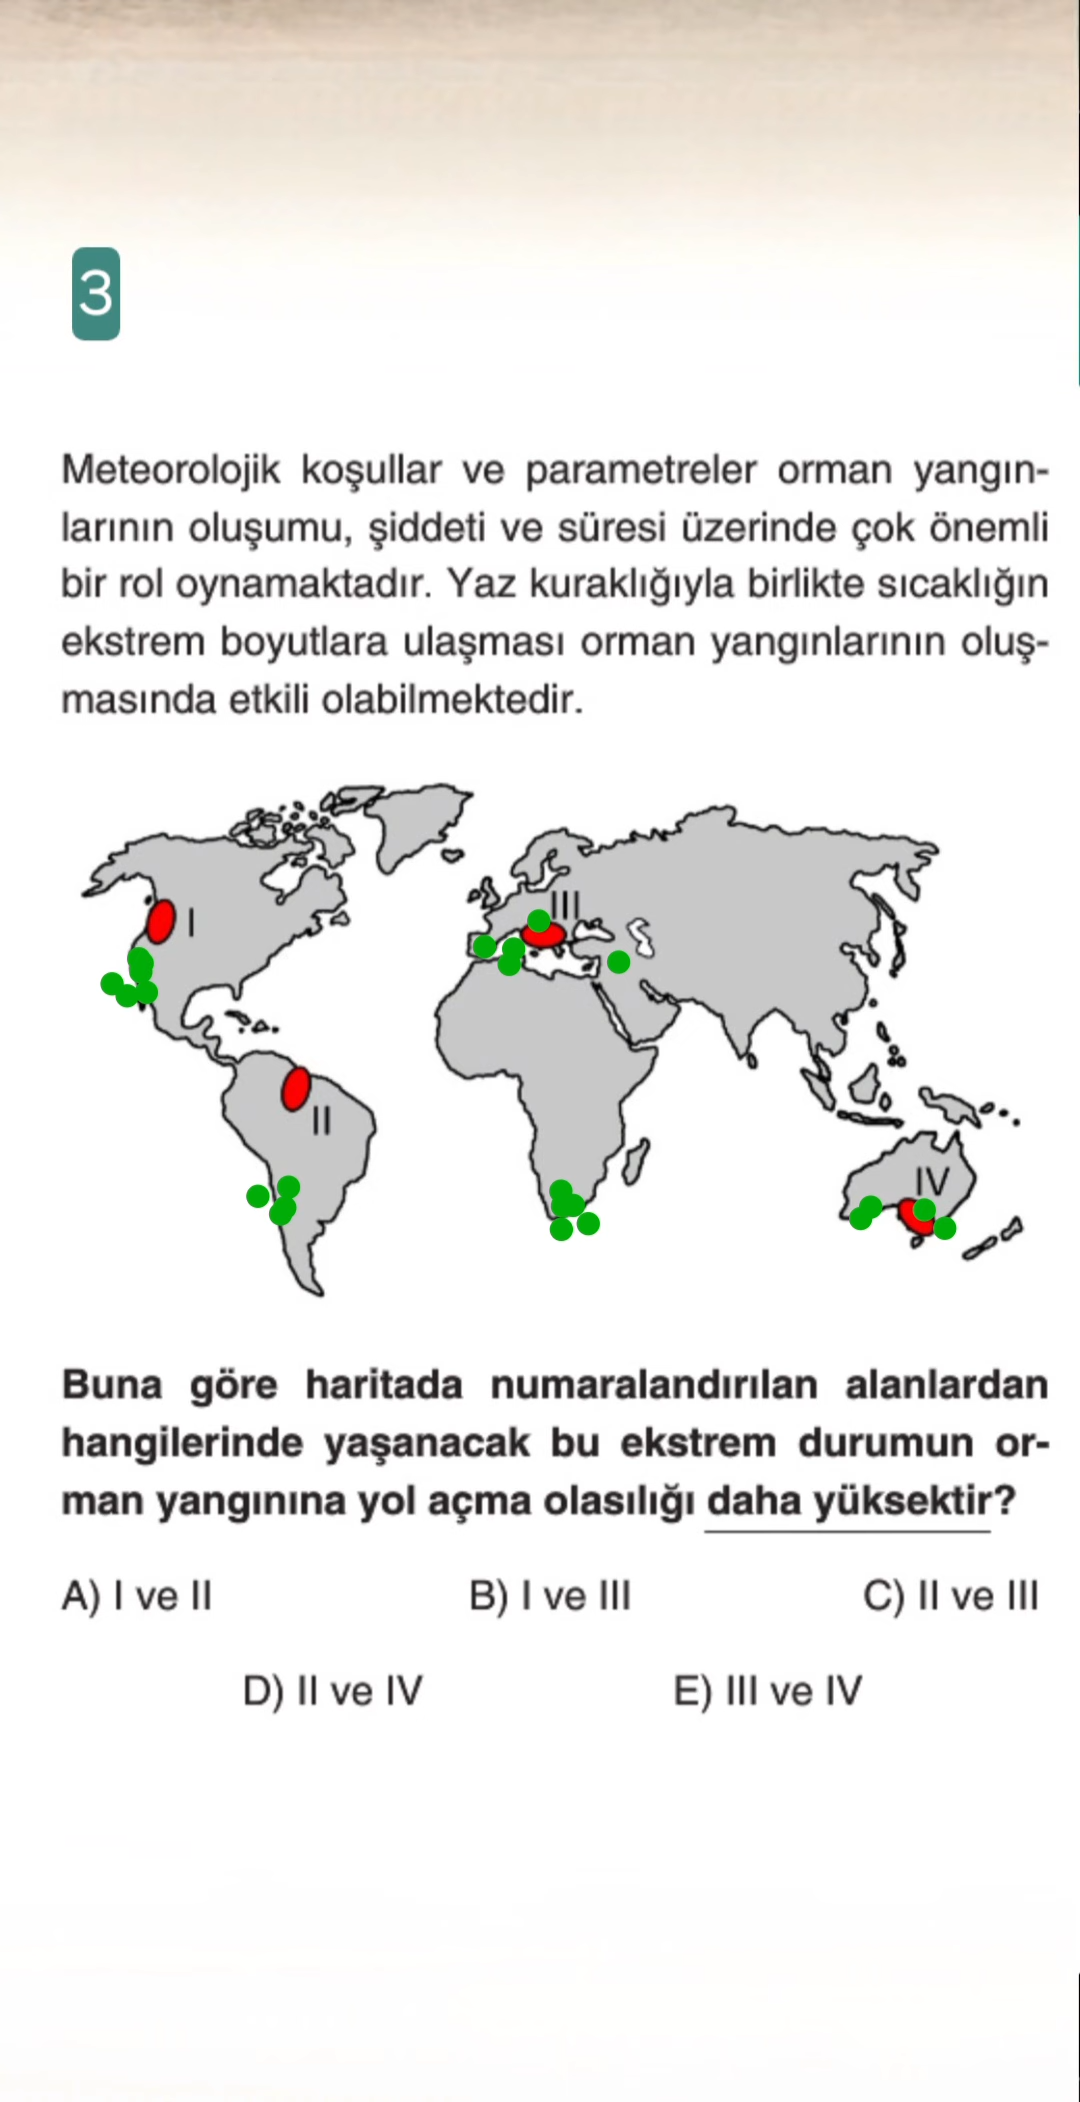 3
Meteorolojik koşullar ve parametreler orman yangın-
larının oluşumu, şiddeti ve süresi üzerinde çok önemli
bir rol oynamaktadır. Yaz kuraklığıyla birlikte sıcaklığın
ekstrem boyutlara ulaşması orman yangınlarının oluş-
masında etkili olabilmektedir.
III
I
II
IV
Buna göre haritada numaralandırılan alanlardan
hangilerinde yaşanacak bu ekstrem durumun or-
man yangınına yol açma olasılığı daha yüksektir?
A) I ve II B) I ve III C) II ve III
D) II ve IV E) III ve IV